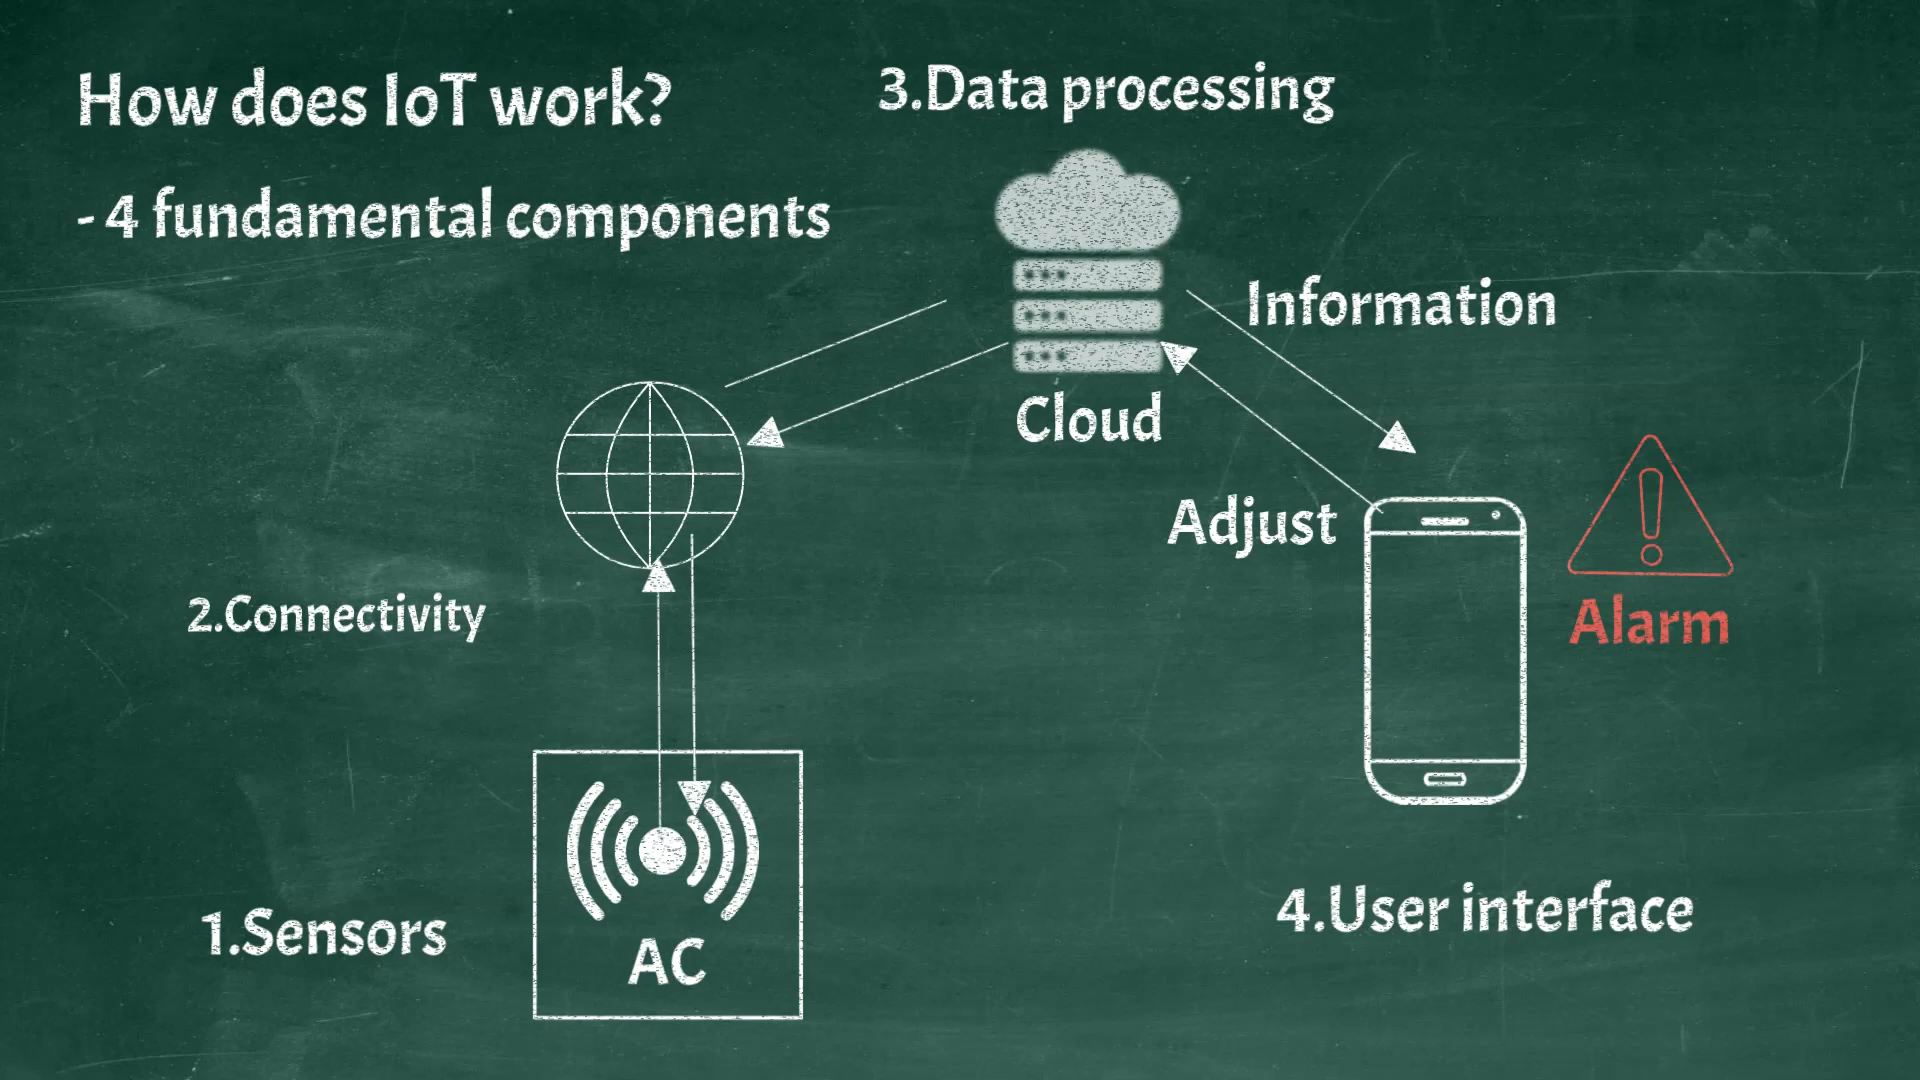 How does IoT work?
- 4 fundamental components
3.Data processing
Information
Cloud
Adjust
Alarm
2.Connectivity
1.Sensors
AC
4.User interface